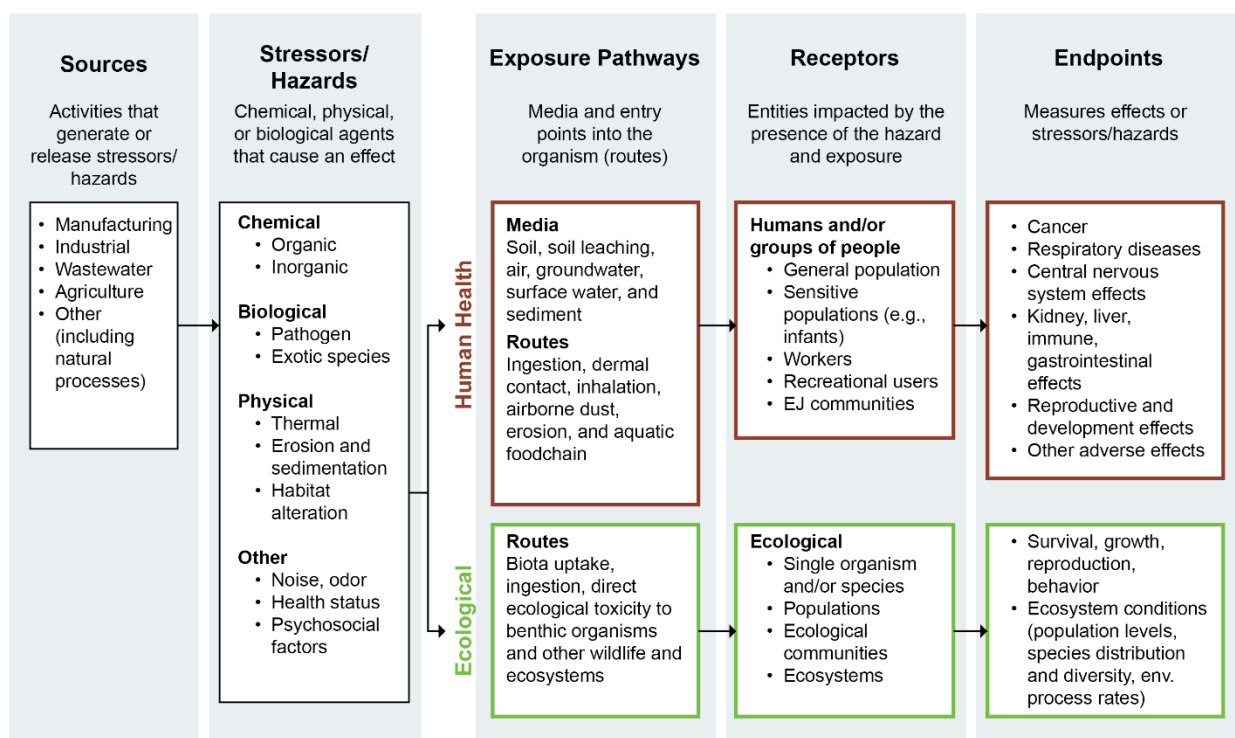 Sources
Activities that
generate or
release stressors/
hazards
• Manufacturing
• Industrial
• Wastewater
• Agriculture
• Other
(including
natural
processes)
Stressors/
Hazards
Chemical, physical,
or biological agents
that cause an effect
Chemical
• Organic
• Inorganic
Biological
• Pathogen
• Exotic species
Physical
• Thermal
• Erosion and
sedimentation
• Habitat
alteration
Other
• Noise, odor
• Health status
• Psychosocial
factors
Exposure Pathways
Media and entry
points into the
organism (routes)
Human Health
Media
Soil, soil leaching,
air, groundwater,
surface water, and
sediment
Routes
Ingestion, dermal
contact, inhalation,
airborne dust,
erosion, and aquatic
foodchain
Receptors
Entities impacted by the
presence of the hazard
and exposure
Humans and/or
groups of people
• General population
• Sensitive
populations (e.g.,
infants)
• Workers
• Recreational users
• EJ communities
Endpoints
Measures effects or
stressors/hazards
• Cancer
• Respiratory diseases
• Central nervous
system effects
• Kidney, liver,
immune,
gastrointestinal
effects
• Reproductive and
development effects
• Other adverse effects
Ecological
Routes
Biota uptake,
ingestion, direct
ecological toxicity to
benthic organisms
and other wildlife and
ecosystems
Ecological
• Single organism
and/or species
• Populations
• Ecological
communities
• Ecosystems
• Survival, growth,
reproduction,
behavior
• Ecosystem conditions
(population levels,
species distribution
and diversity, env.
process rates)